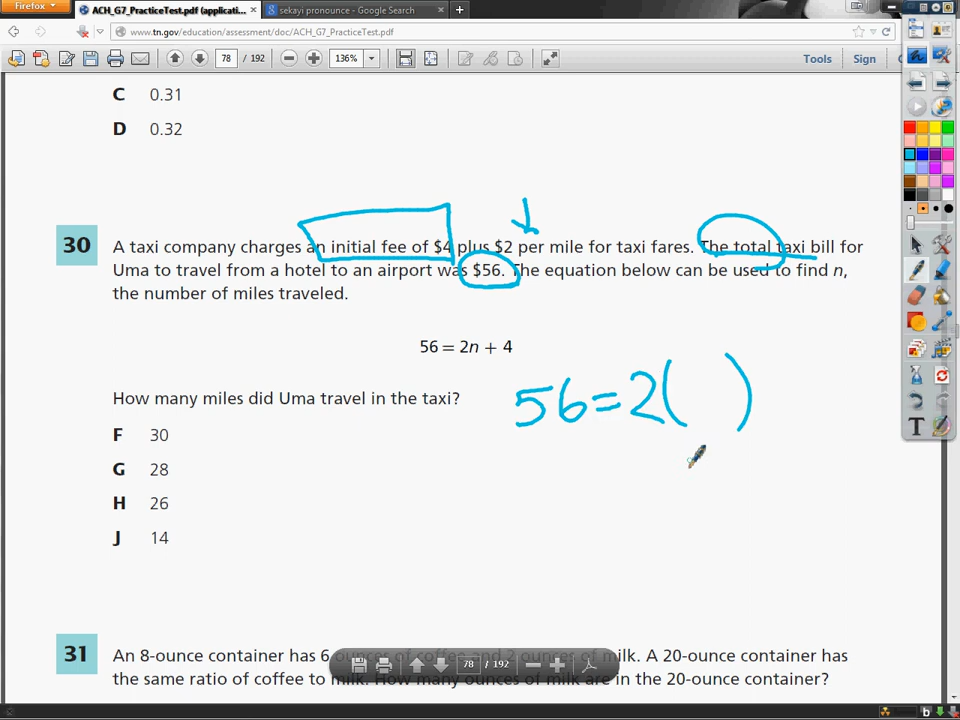 Firefox
ACH_G7_PracticeTest.pdf (applicati...
sekayi pronounce - Google Search
www.tn.gov/education/assessment/doc/ACH_G7_PracticeTest.pdf
78 / 192
136%
Tools
Sign
C 0.31
D 0.32
30 A taxi company charges an initial fee of $4 plus $2 per mile for taxi fares. The total taxi bill for
Uma to travel from a hotel to an airport was $56. The equation below can be used to find n,
the number of miles traveled.
56 = 2n + 4
56=2( )
How many miles did Uma travel in the taxi?
F 30
G 28
H 26
J 14
31 An 8-ounce container has 6 ounces of coffee and 2 ounces of milk. A 20-ounce container has
the same ratio of coffee to milk. How many ounces of milk are in the 20-ounce container?
78 / 192